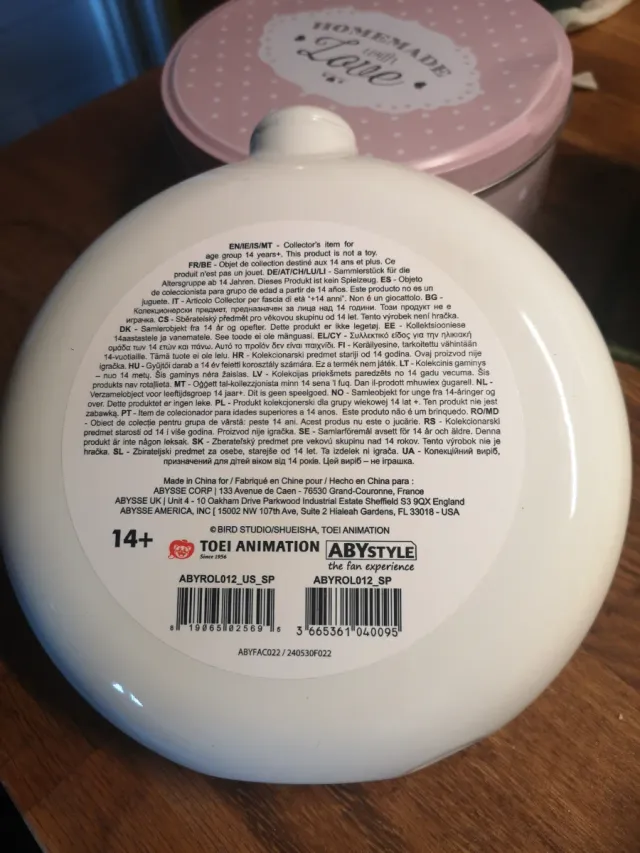 HOMEMADE
with
Love
EN/IE/IS/MT - Collector's item for
age group 14 years+. This product is not a toy.
FR/BE - Objet de collection destiné aux 14 ans et plus. Ce
produit n'est pas un jouet. DE/AT/CH/LU/LI - Sammlerstück für die
Altersgruppe ab 14 Jahren. Dieses Produkt ist kein Spielzeug. ES - Objeto
de coleccionista para grupo de edad a partir de 14 años. Este producto no es un
juguete. IT - Articolo Collector per fascia di età "+14 anni". Non é un giocattolo. BG -
Колекционерски предмет, предназначен за лица над 14 години. Този продукт не е
играчка. CS - Sběratelský předmět pro věkovou skupinu od 14 let. Tento výrobek není hračka.
DK - Samlerobjekt fra 14 år og opefter. Dette produkt er ikke legetøj. EE - Kollektsiooniese
14aastastele ja vanematele. See toode ei ole mänguasi. EL/CY - Συλλεκτικό είδος για την ηλικιακή
ομάδα των 14 ετών και πάνω. Αυτό το προϊόν δεν είναι παιχνίδι. FI - Keräilyesine, tarkoitettu vähintään
14-vuotiaille. Tämä tuote ei ole lelu. HR - Kolekcionarski predmet stariji od 14 godina. Ovaj proizvod nije
igračka. HU - Gyűjtői darab a 14 év feletti korosztály számára. Ez a termék nem játék. LT - Kolekcinis gaminys
– nuo 14 metų. Šis gaminys nėra žaislas. LV - Kolekcijas priekšmets paredzēts no 14 gadu vecuma. Šis
produkts nav rotaļlieta. MT - Oġġett tal-kollezzjonista minn 14 sena 'l fuq. Dan il-prodott mhuwiex ġugarell. NL -
Verzamelobject voor leeftijdsgroep 14 jaar+. Dit is geen speelgoed. NO - Samleobjekt for unge fra 14-åringer og
over. Dette produktet er ingen leke. PL - Produkt kolekcjonerski dla grupy wiekowej 14 lat +. Ten produkt nie jest
zabawką. PT - Item de colecionador para idades superiores a 14 anos. Este produto não é um brinquedo. RO/MD
- Obiect de colecție pentru grupa de vârstă: peste 14 ani. Acest produs nu este o jucărie. RS - Kolekcionarski
predmet starosti od 14 i više godina. Proizvod nije igračka. SE - Samlarföremål avsett för 14 år och äldre. Denna
produkt är inte någon leksak. SK - Zberateľský predmet pre vekovú skupinu nad 14 rokov. Tento výrobok nie je
hračka. SL - Zbirateljski predmet za osebe, starejše od 14 let. Ta izdelek ni igrača. UA - Колекційний виріб,
призначений для дітей віком від 14 років. Цей виріб – не іграшка.
Made in China for / Fabriqué en Chine pour / Hecho en China para :
ABYSSE CORP | 133 Avenue de Caen - 76530 Grand-Couronne, France
ABYSSE UK | Unit 4 - 10 Oakham Drive Parkwood Industrial Estate Sheffield S3 9QX England
ABYSSE AMERICA, INC [ 15002 NW 107th Ave, Suite 2 Hialeah Gardens, FL 33018 - USA
© BIRD STUDIO/SHUEISHA, TOEI ANIMATION
14+ TOEI ANIMATION ABYSTYLE
Since 1956 the fan experience
ABYROL012_US_SP ABYROL012_SP
8 19065 02569 6 3 665361 040095
ABYFAC022 / 240530F022